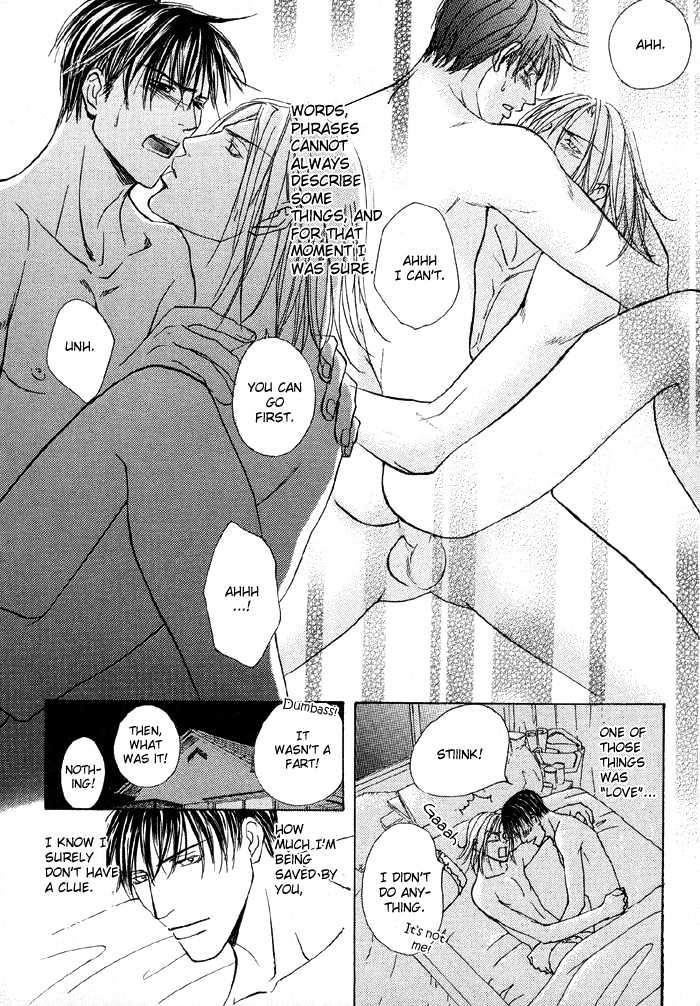 AHH.
WORDS,
PHRASES
CANNOT
ALWAYS
DESCRIBE
SOME
THINGS, AND
FOR THAT
MOMENT I
WAS SURE.
AHHH
I CAN'T.
UNH.
YOU CAN
GO
FIRST.
AHHH
...!
ONE OF
THOSE
THINGS
WAS
"LOVE"...
STIIINK!
Gaaah
I DIDN'T
DO ANY-
THING.
It's not
me!
Dumbass!
IT
WASN'T A
FART!
THEN,
WHAT
WAS IT!
NOTH-
ING!
HOW
MUCH I'M
BEING
SAVED BY
YOU,
I KNOW I
SURELY
DON'T HAVE
A CLUE.